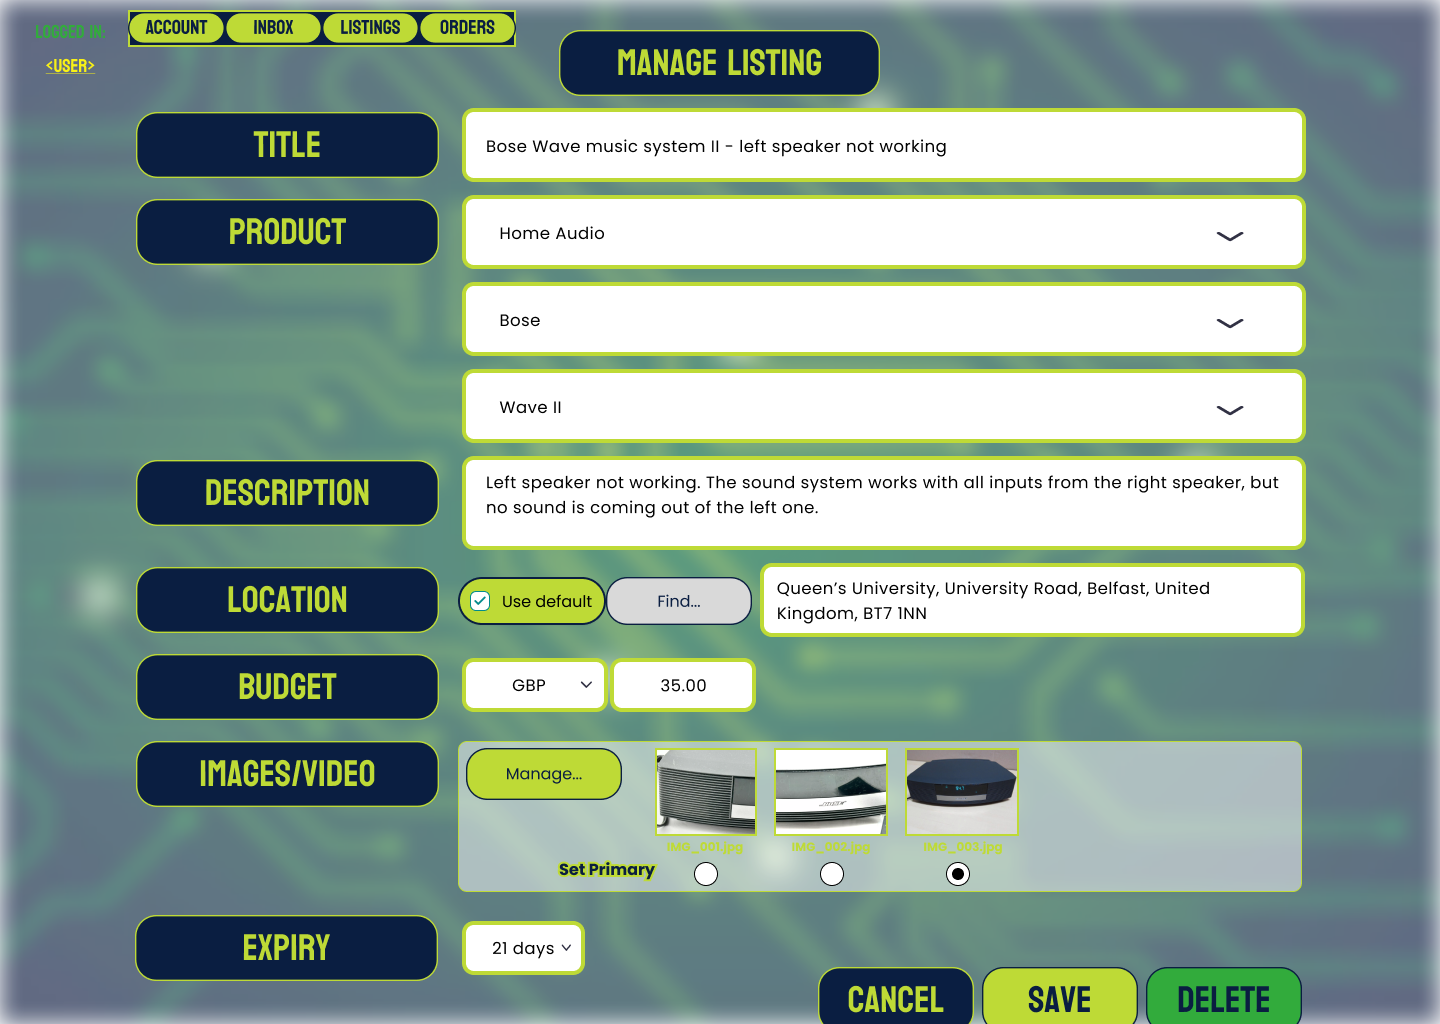 LOGGED IN:
<USER>
ACCOUNT INBOX LISTINGS ORDERS
MANAGE LISTING
TITLE
Bose Wave music system II - left speaker not working
PRODUCT
Home Audio
Bose
Wave II
DESCRIPTION
Left speaker not working. The sound system works with all inputs from the right speaker, but
no sound is coming out of the left one.
LOCATION
Use default
Find...
Queen’s University, University Road, Belfast, United
Kingdom, BT7 1NN
BUDGET
GBP
35.00
IMAGES/VIDEO
Manage...
IMG_001.jpg IMG_002.jpg IMG_003.jpg
Set Primary
EXPIRY
21 days
CANCEL SAVE DELETE